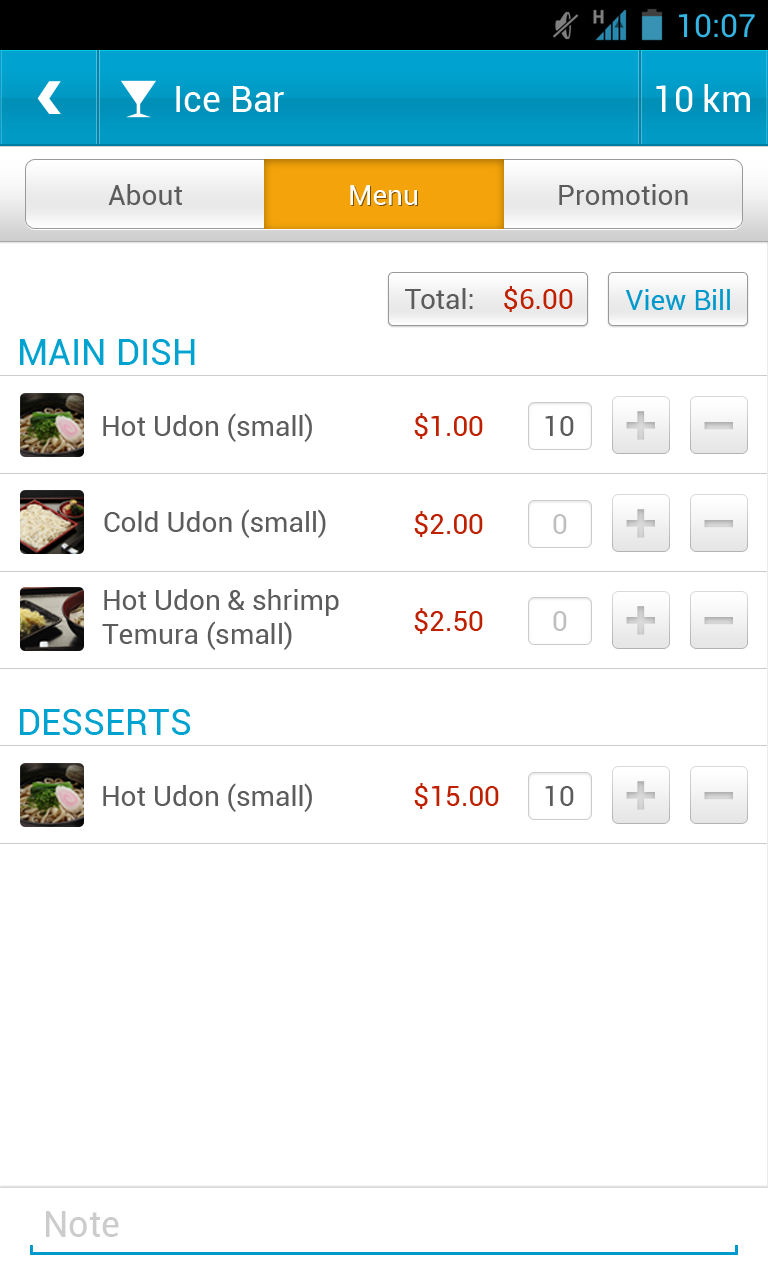 H 10:07
Ice Bar 10 km
About Menu Promotion
Total: $6.00 View Bill
MAIN DISH
Hot Udon (small) $1.00 10
Cold Udon (small) $2.00 0
Hot Udon & shrimp
Temura (small) $2.50 0
DESSERTS
Hot Udon (small) $15.00 10
Note